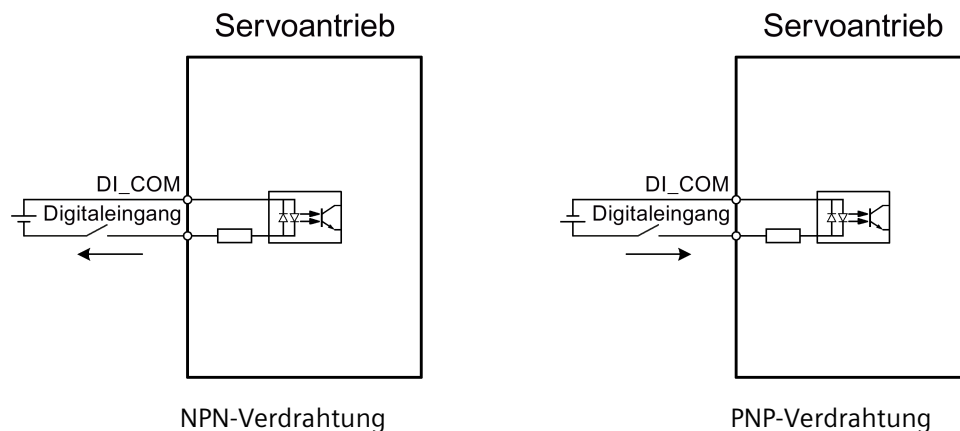 Servoantrieb
DI_COM
Digitaleingang
NPN-Verdrahtung
Servoantrieb
DI_COM
Digitaleingang
PNP-Verdrahtung